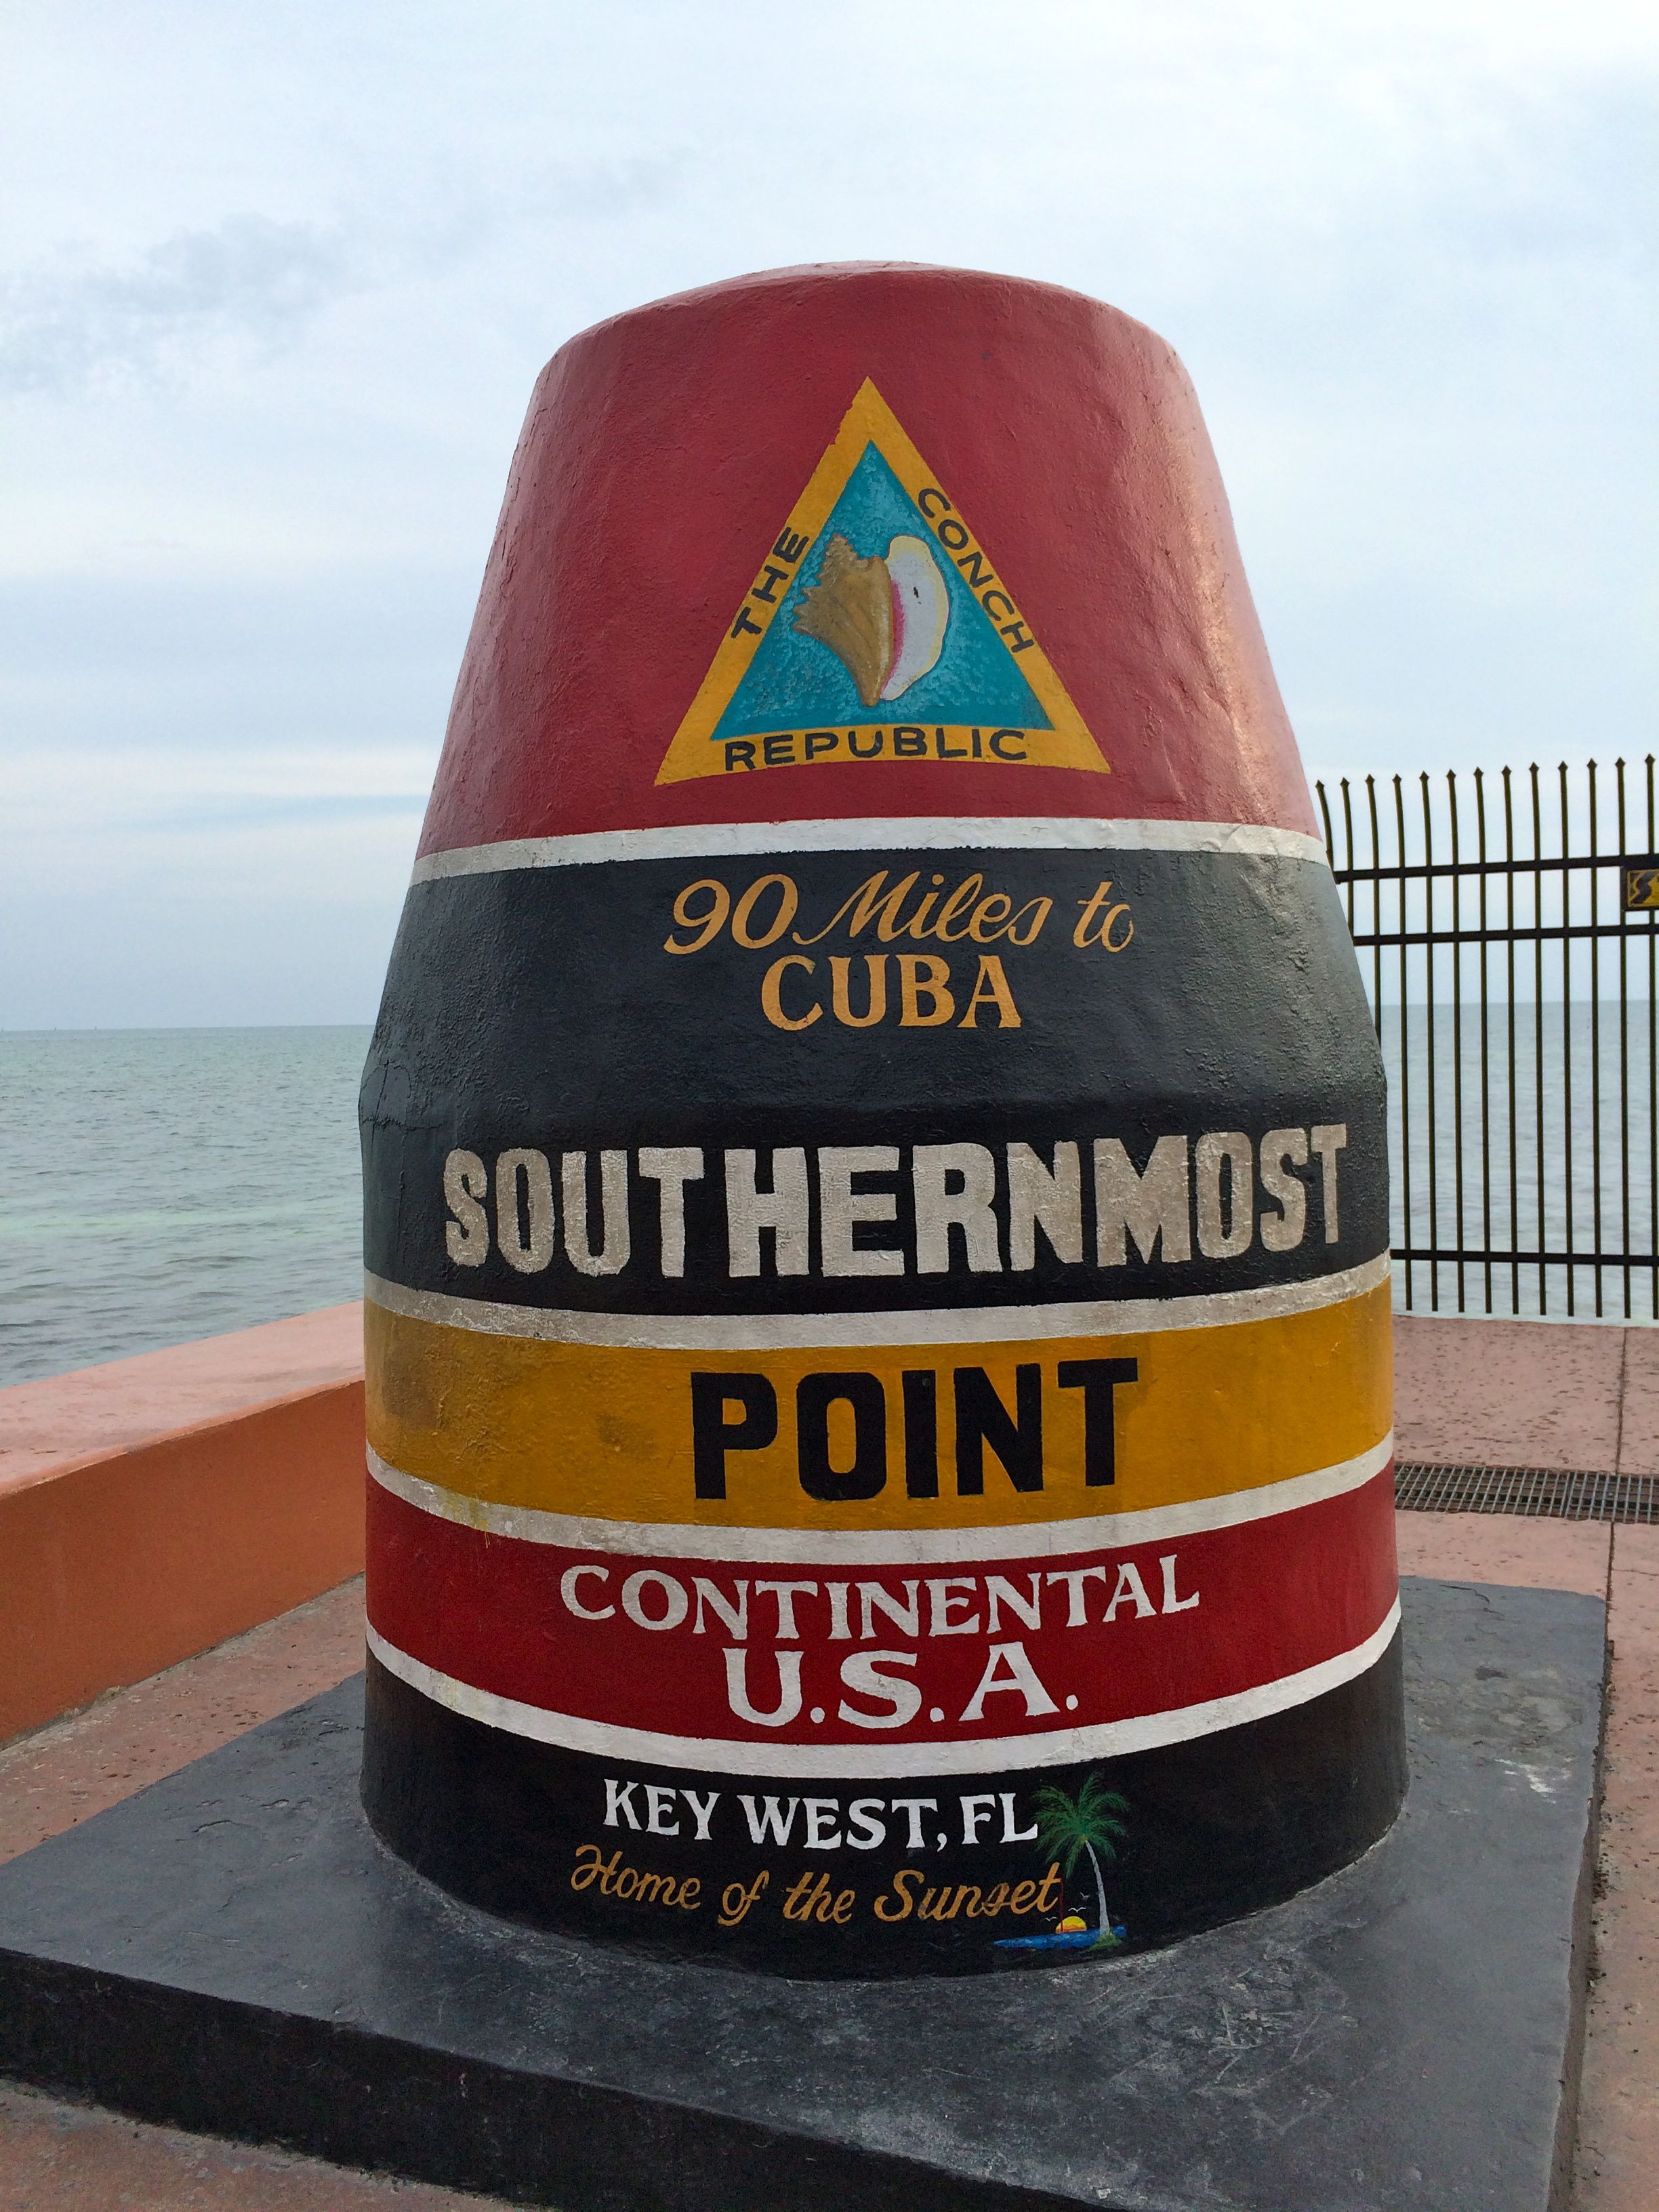 THE CONCH
REPUBLIC
90 Miles to
CUBA
SOUTHERNMOST
POINT
CONTINENTAL
U.S.A.
KEY WEST, FL
Home of the Sunset